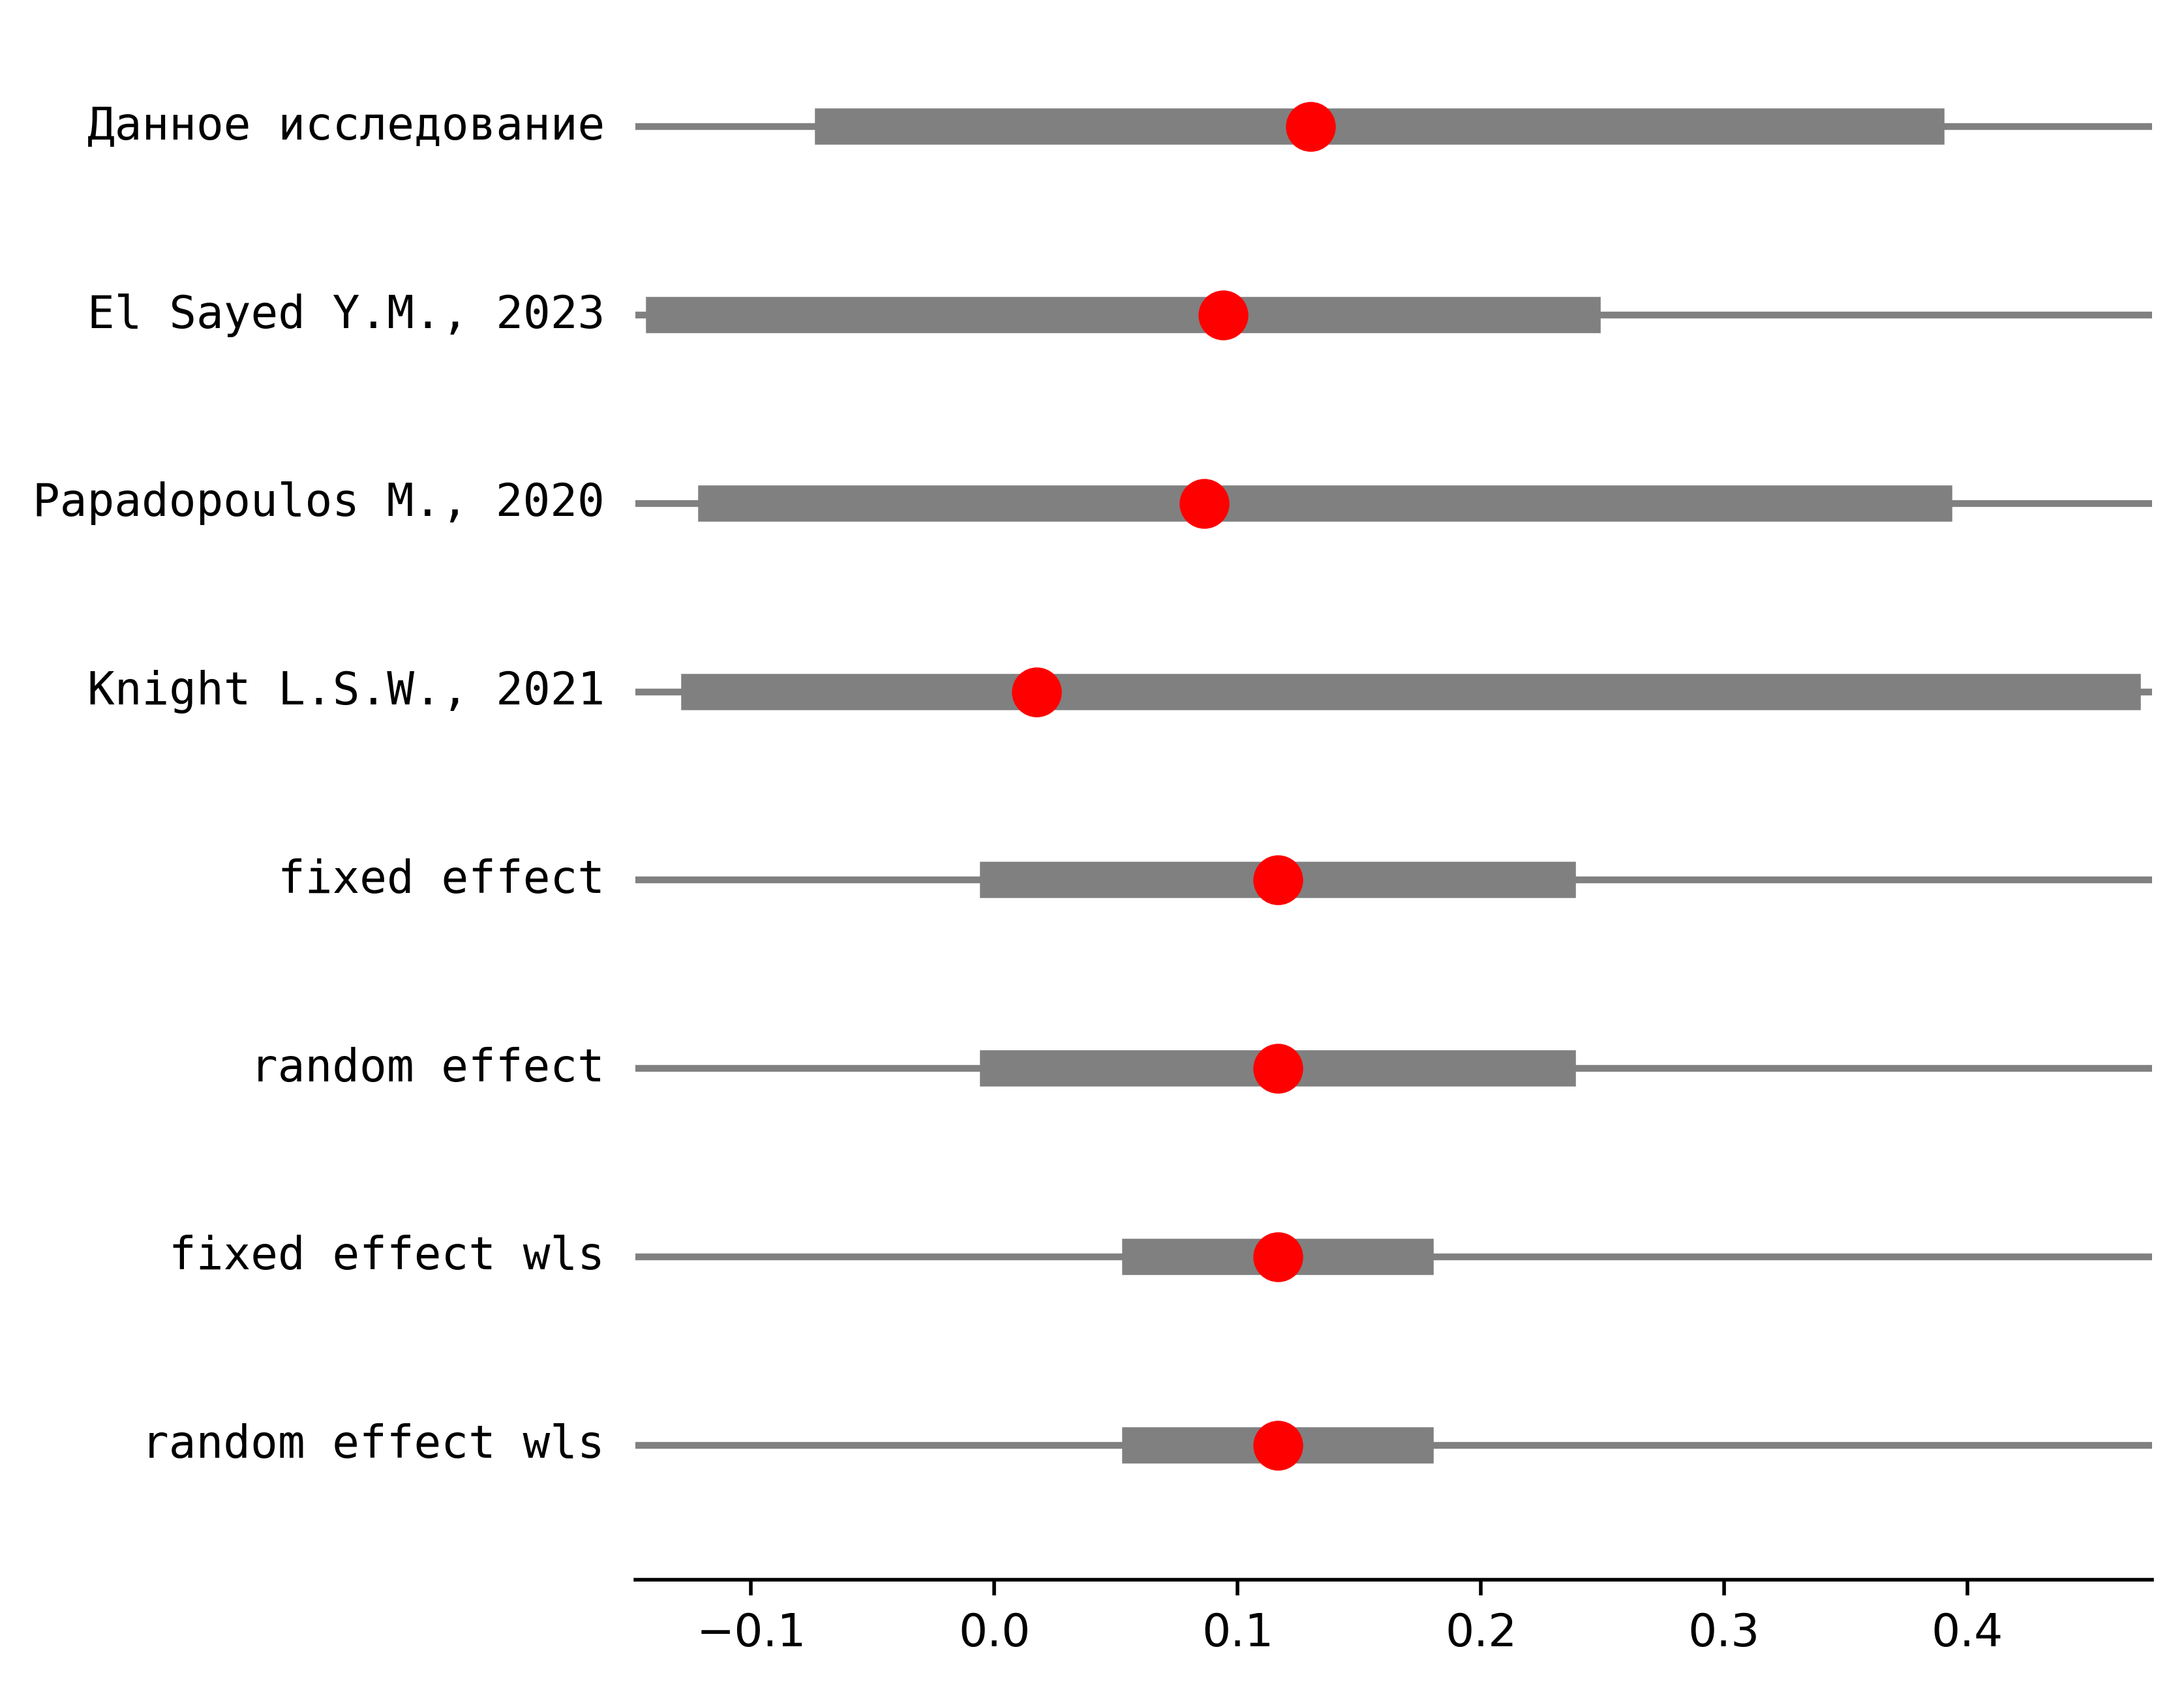 Данное исследование
El Sayed Y.M., 2023
Papadopoulos M., 2020
Knight L.S.W., 2021
fixed effect
random effect
fixed effect wls
random effect wls
−0.1 0.0 0.1 0.2 0.3 0.4